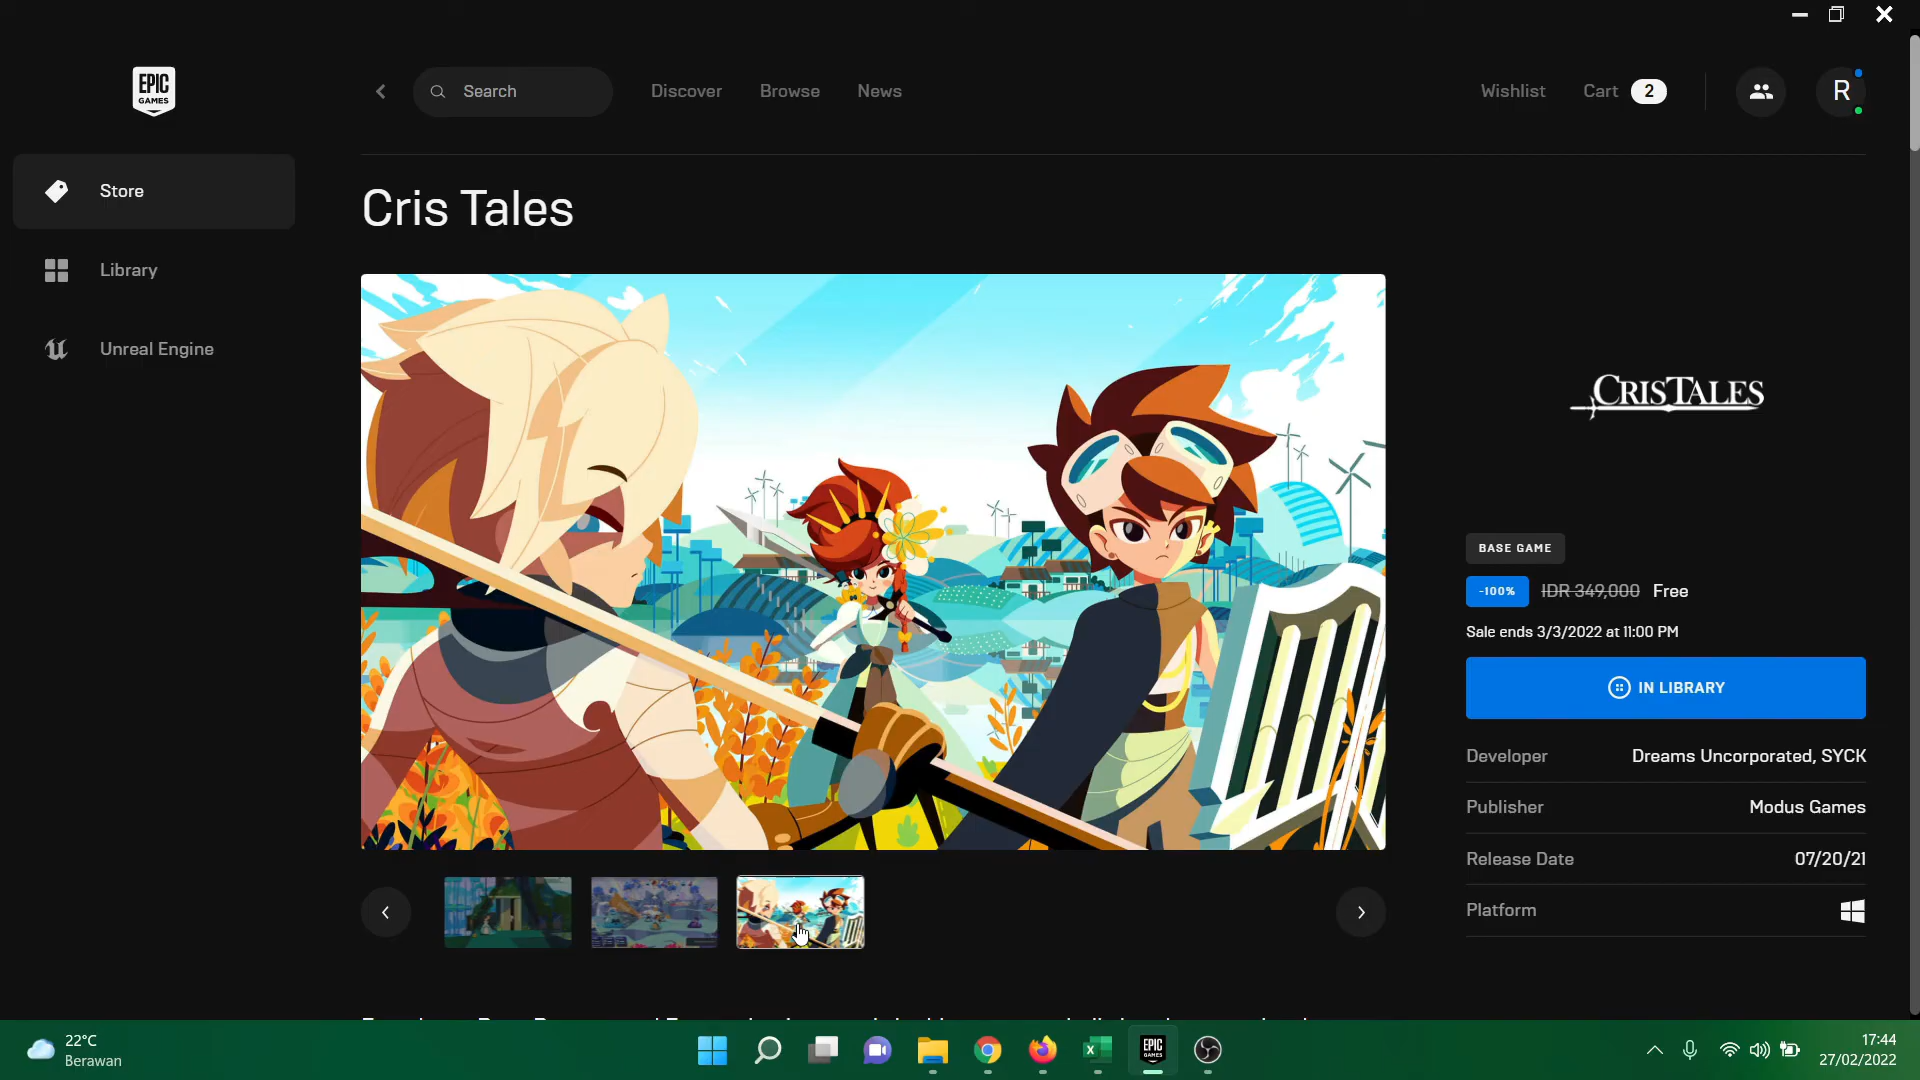 EPIC
GAMES
Search
Discover
Browse
News
Wishlist
Cart
2
R
Store
Library
Unreal Engine
Cris Tales
CRISTALES
BASE GAME
-100%
IDR 349,000
Free
Sale ends 3/3/2022 at 11:00 PM
IN LIBRARY
Developer
Dreams Uncorporated, SYCK
Publisher
Modus Games
Release Date
07/20/21
Platform
22°C
Berawan
EPIC
GAMES
17:44
27/02/2022